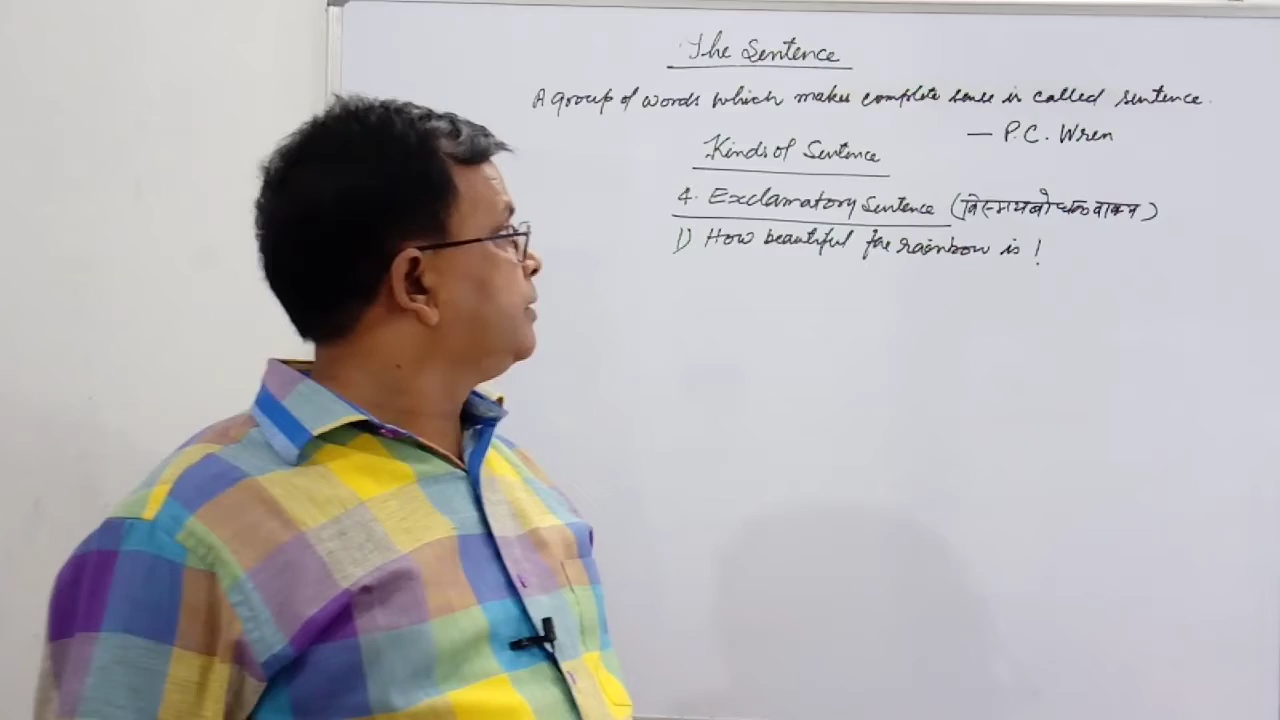 The Sentence
A group of words which makes complete sense is called sentence.
— P.C. Wren
Kinds of Sentence
4. Exclamatory Sentence (विस्मयबोधक वाक्य)
1) How beautiful the rainbow is!